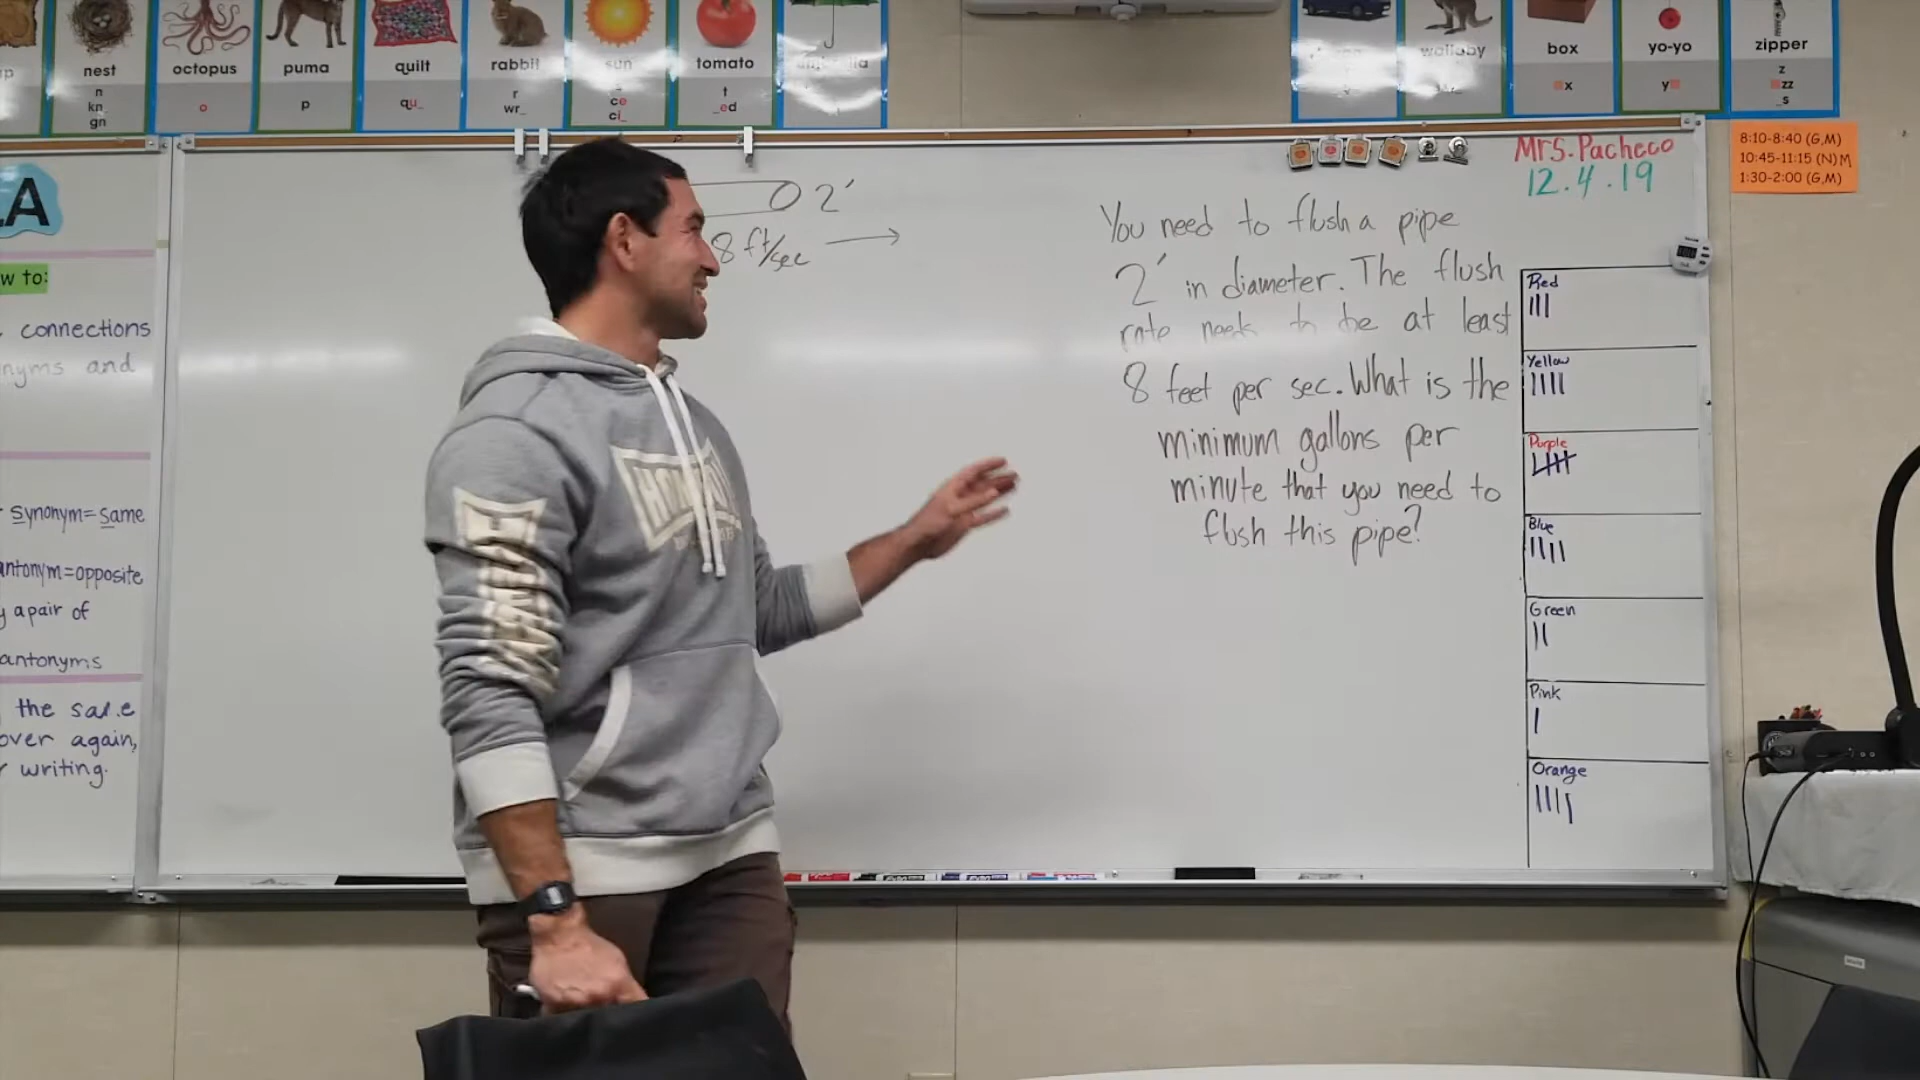 nest
n
kn_
gn
octopus
o
puma
p
quilt
qu_
rabbit
r
wr_
sun
ce
ci_
tomato
t
_ed
wallaby
box
x
yo-yo
y
zipper
z
zz
_s
8:10-8:40 (G,M)
10:45-11:15 (N) M
1:30-2:00 (G,M)
Mrs. Pacheco
12.4.19
A
w to:
connections
nyms and
synonym=same
antonym=opposite
a pair of
antonyms
the same
over again,
writing.
2'
8 ft/sec
You need to flush a pipe
2' in diameter. The flush
rate needs to be at least
8 feet per sec. What is the
minimum gallons per
minute that you need to
flush this pipe?
Red
Yellow
Purple
Blue
Green
Pink
Orange